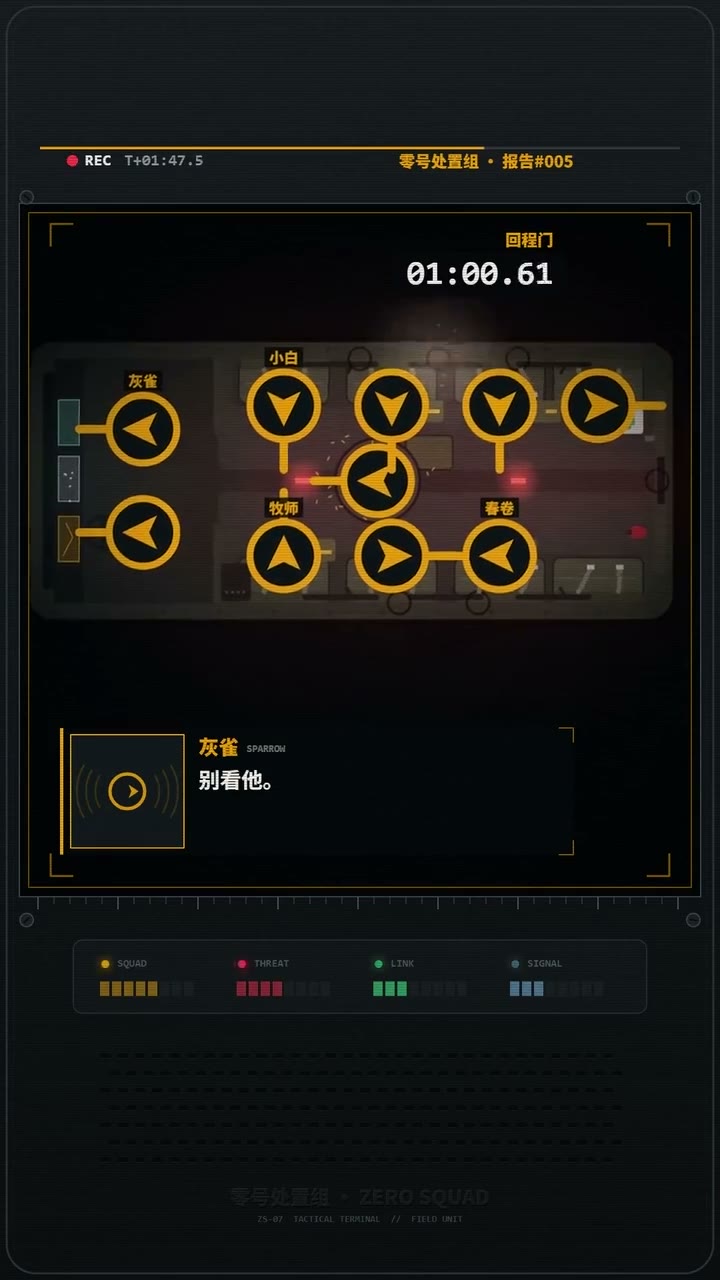 REC T+01:47.5
零号处置组 • 报告#005
回程门
01:00.61
小白
灰雀
牧师
春卷
灰雀 SPARROW
别看他。
SQUAD
THREAT
LINK
SIGNAL
零号处置组 • ZERO SQUAD
ZS-07 TACTICAL TERMINAL // FIELD UNIT